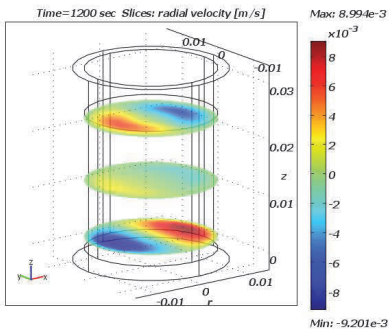 Time=1200 sec Slices: radial velocity [m/s]
Max: 8.994e-3
×10⁻³
0.01
0
-0.01
0.03
0.02
z
0.01
0
0.01
0
-0.01
r
z
y
x
8
6
4
2
0
-2
-4
-6
-8
Min: -9.201e-3